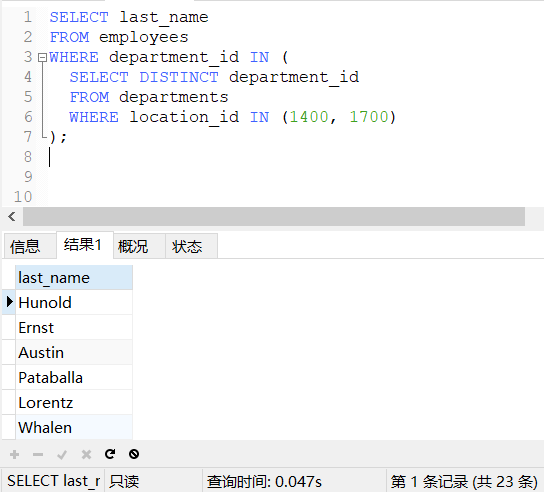 1 SELECT last_name
2 FROM employees
3 WHERE department_id IN (
4 SELECT DISTINCT department_id
5 FROM departments
6 WHERE location_id IN (1400, 1700)
7 );
8
9
10
信息 结果1 概况 状态
last_name
Hunold
Ernst
Austin
Pataballa
Lorentz
Whalen
SELECT last_r 只读 查询时间: 0.047s 第 1 条记录 (共 23 条)